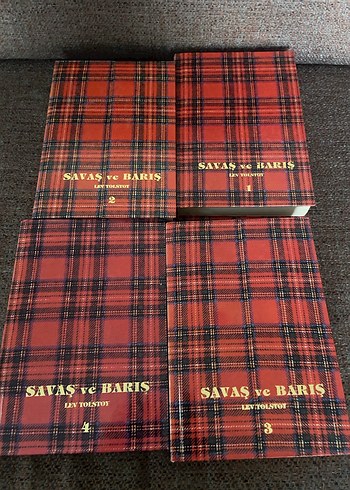 SAVAŞ ve BARIŞ
LEV TOLSTOY
2
SAVAŞ ve BARIŞ
LEV TOLSTOY
1
SAVAŞ ve BARIŞ
LEV TOLSTOY
4
SAVAŞ ve BARIŞ
LEV TOLSTOY
3